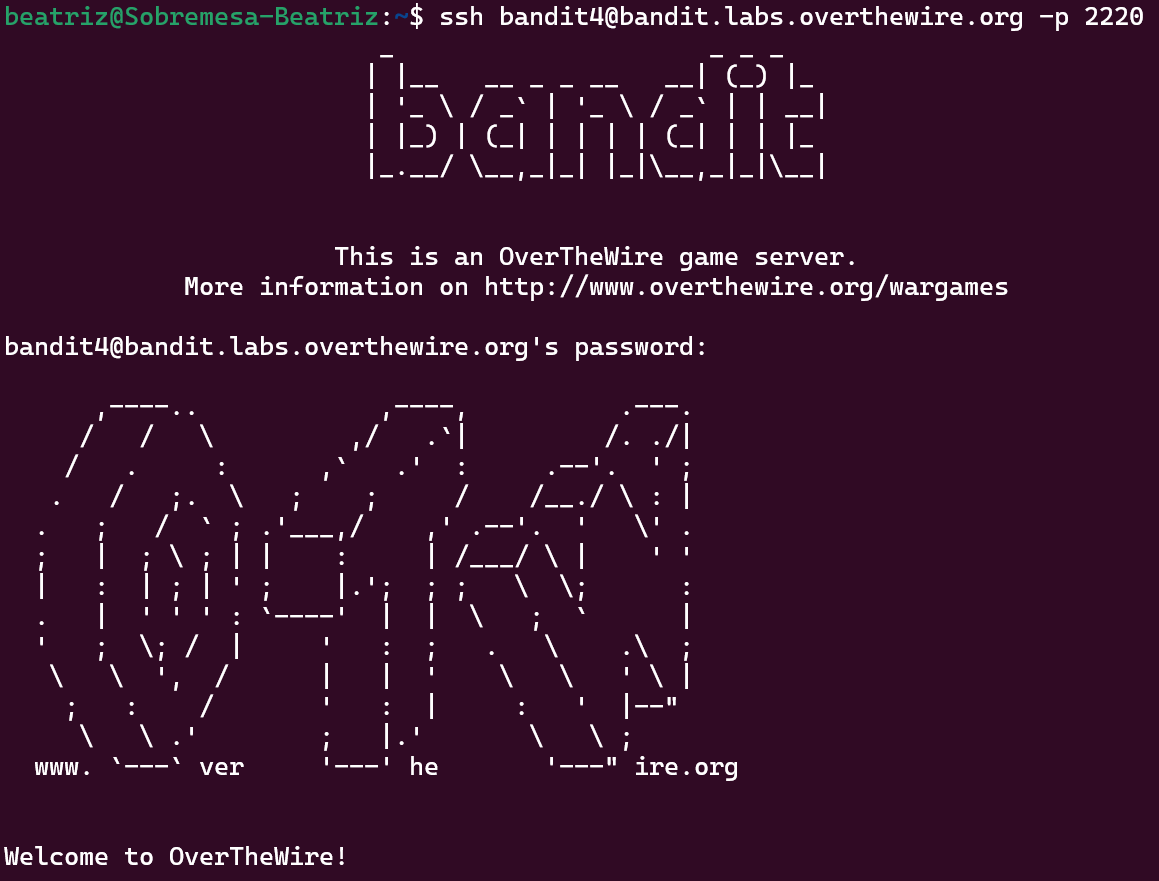 beatriz@Sobremesa-Beatriz:~$ ssh bandit4@bandit.labs.overthewire.org -p 2220
bandit
This is an OverTheWire game server.
More information on http://www.overthewire.org/wargames
bandit4@bandit.labs.overthewire.org's password:
www. `---` ver '---' he '---" ire.org
Welcome to OverTheWire!